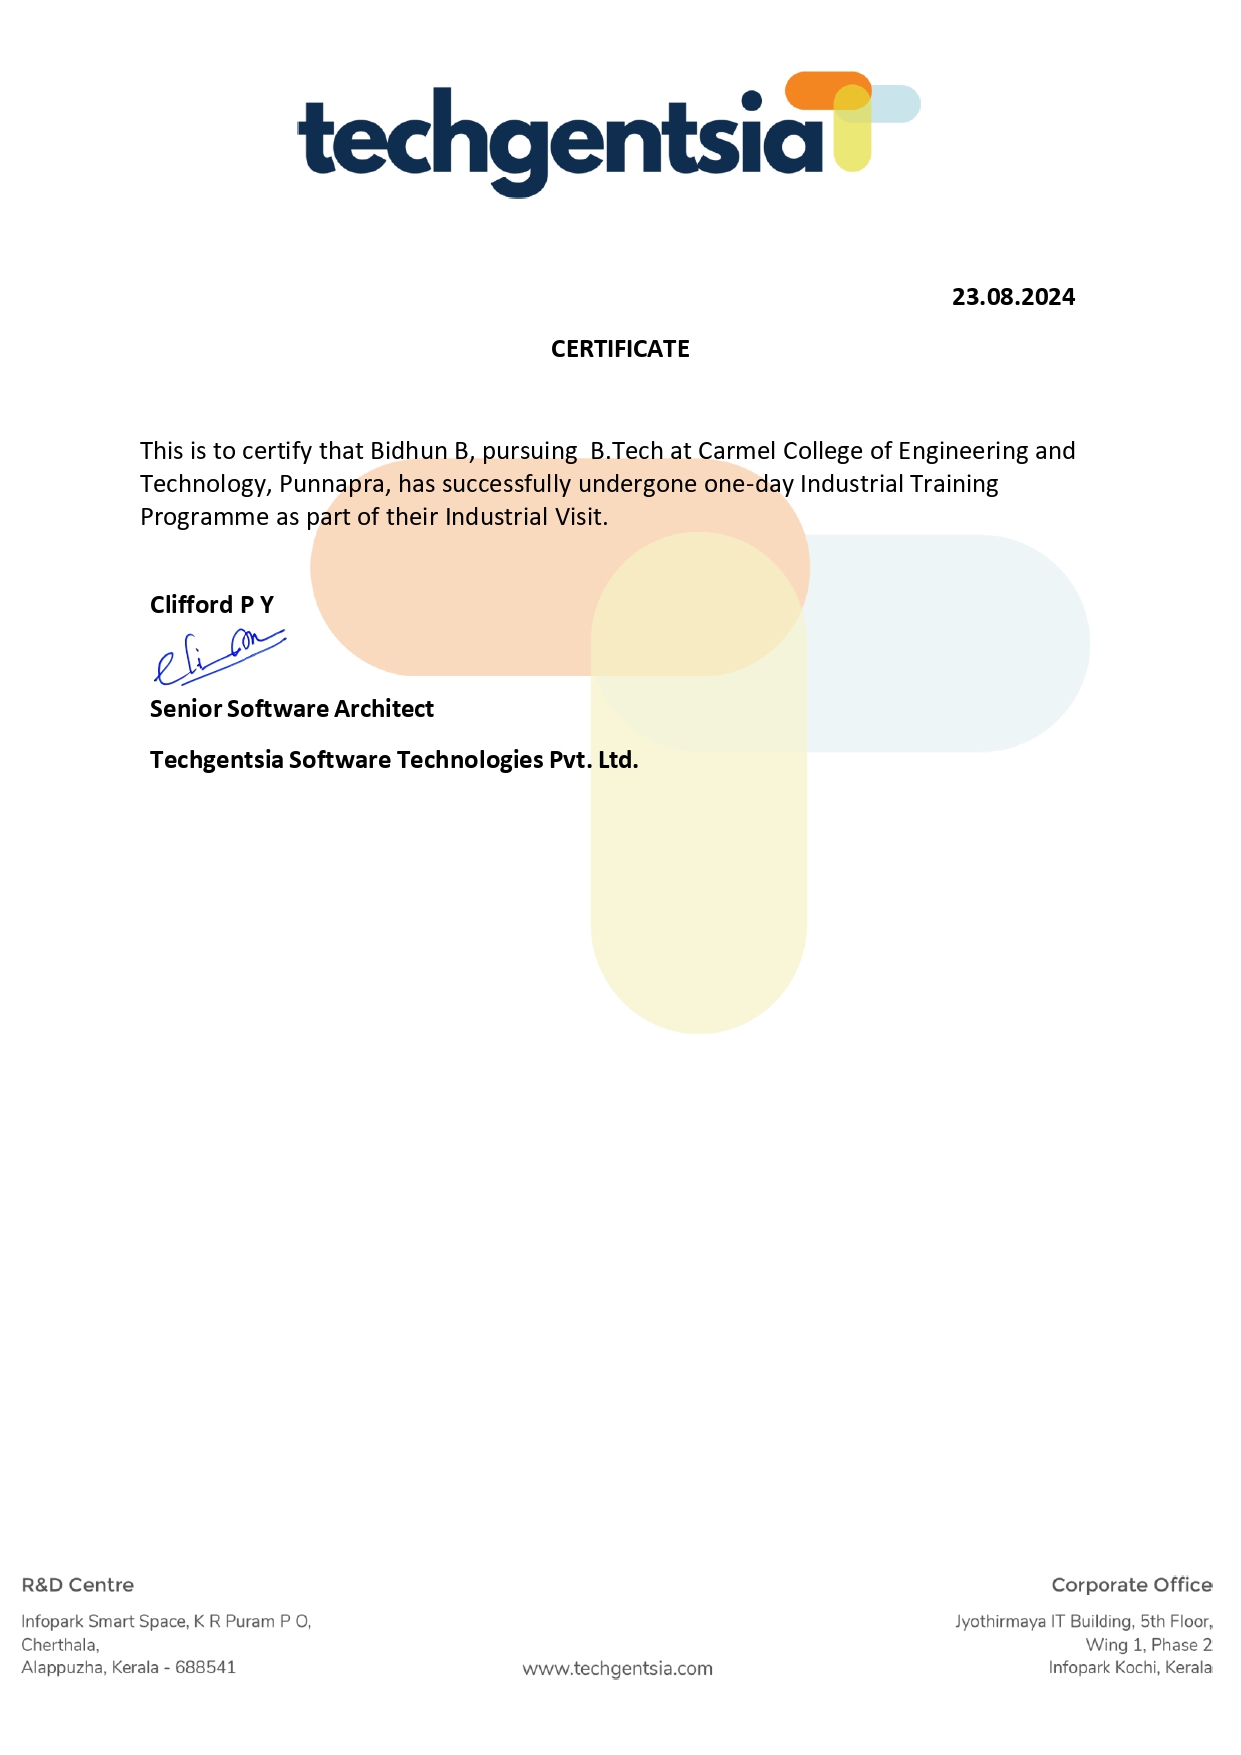 techgentsia
23.08.2024
CERTIFICATE
This is to certify that Bidhun B, pursuing  B.Tech at Carmel College of Engineering and
Technology, Punnapra, has successfully undergone one-day Industrial Training
Programme as part of their Industrial Visit.
Clifford P Y
Senior Software Architect
Techgentsia Software Technologies Pvt. Ltd.
R&D Centre
Infopark Smart Space, K R Puram P O,
Cherthala,
Alappuzha, Kerala - 688541
www.techgentsia.com
Corporate Office
Jyothirmaya IT Building, 5th Floor,
Wing 1, Phase 2
Infopark Kochi, Kerala